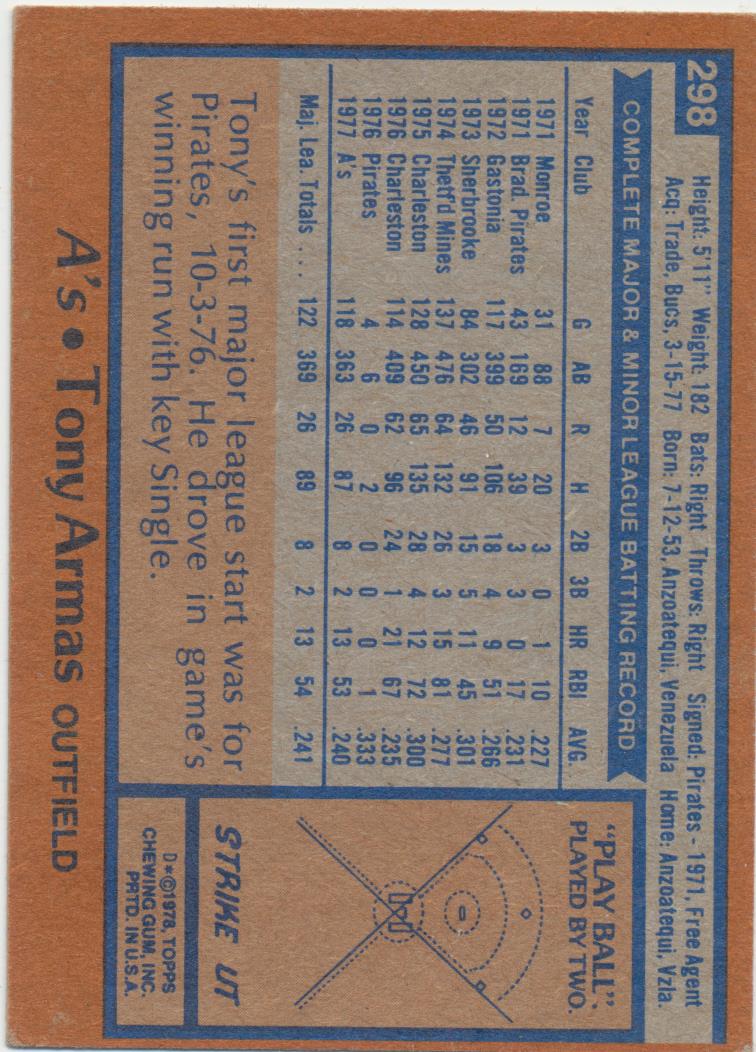 298
Height: 5'11" Weight: 182 Bats: Right Throws: Right Signed: Pirates - 1971, Free Agent
Acq: Trade, Bucs, 3-15-77 Born: 7-12-53, Anzoatequi, Venezuela Home: Anzoatequi, Vzla.
COMPLETE MAJOR & MINOR LEAGUE BATTING RECORD
Year Club G AB R H 2B 3B HR RBI AVG.
1971 Monroe 31 88 7 20 3 0 1 10 .227
1971 Brad. Pirates 43 169 12 39 3 3 0 17 .231
1972 Gastonia 117 399 50 106 18 4 9 51 .266
1973 Sherbrooke 84 302 46 91 15 5 11 45 .301
1974 Thetf'd Mines 137 476 64 132 26 3 15 81 .277
1975 Charleston 128 450 65 135 28 4 12 72 .300
1976 Charleston 114 409 62 96 24 1 21 67 .235
1976 Pirates 4 6 0 2 0 0 0 1 .333
1977 A's 118 363 26 87 8 2 13 53 .240
Maj. Lea. Totals ... 122 369 26 89 8 2 13 54 .241
Tony's first major league start was for
Pirates, 10-3-76. He drove in game's
winning run with key Single.
"PLAY BALL":
PLAYED BY TWO.
STRIKE UT
D*©1978, TOPPS
CHEWING GUM, INC.
PRTD. IN U.S.A.
A's • Tony Armas OUTFIELD